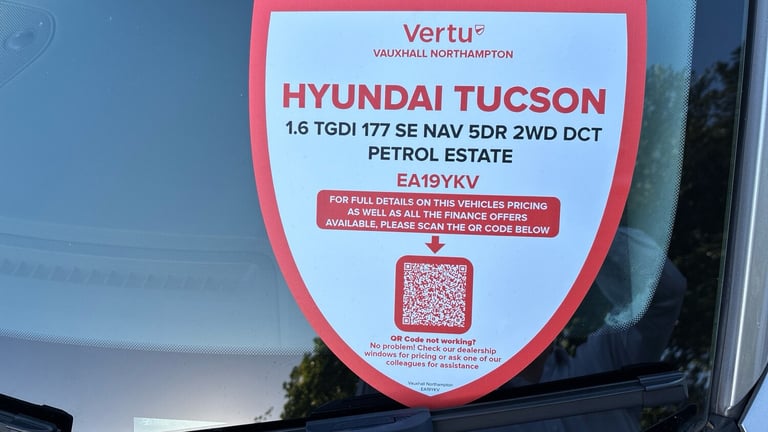 Vertu
VAUXHALL NORTHAMPTON
HYUNDAI TUCSON
1.6 TGDI 177 SE NAV 5DR 2WD DCT
PETROL ESTATE
EA19YKV
FOR FULL DETAILS ON THIS VEHICLES PRICING
AS WELL AS ALL THE FINANCE OFFERS
AVAILABLE, PLEASE SCAN THE QR CODE BELOW
QR Code not working?
No problem! Check our dealership
windows for pricing or ask one of our
colleagues for assistance
Vauxhall Northampton
EA19YKV